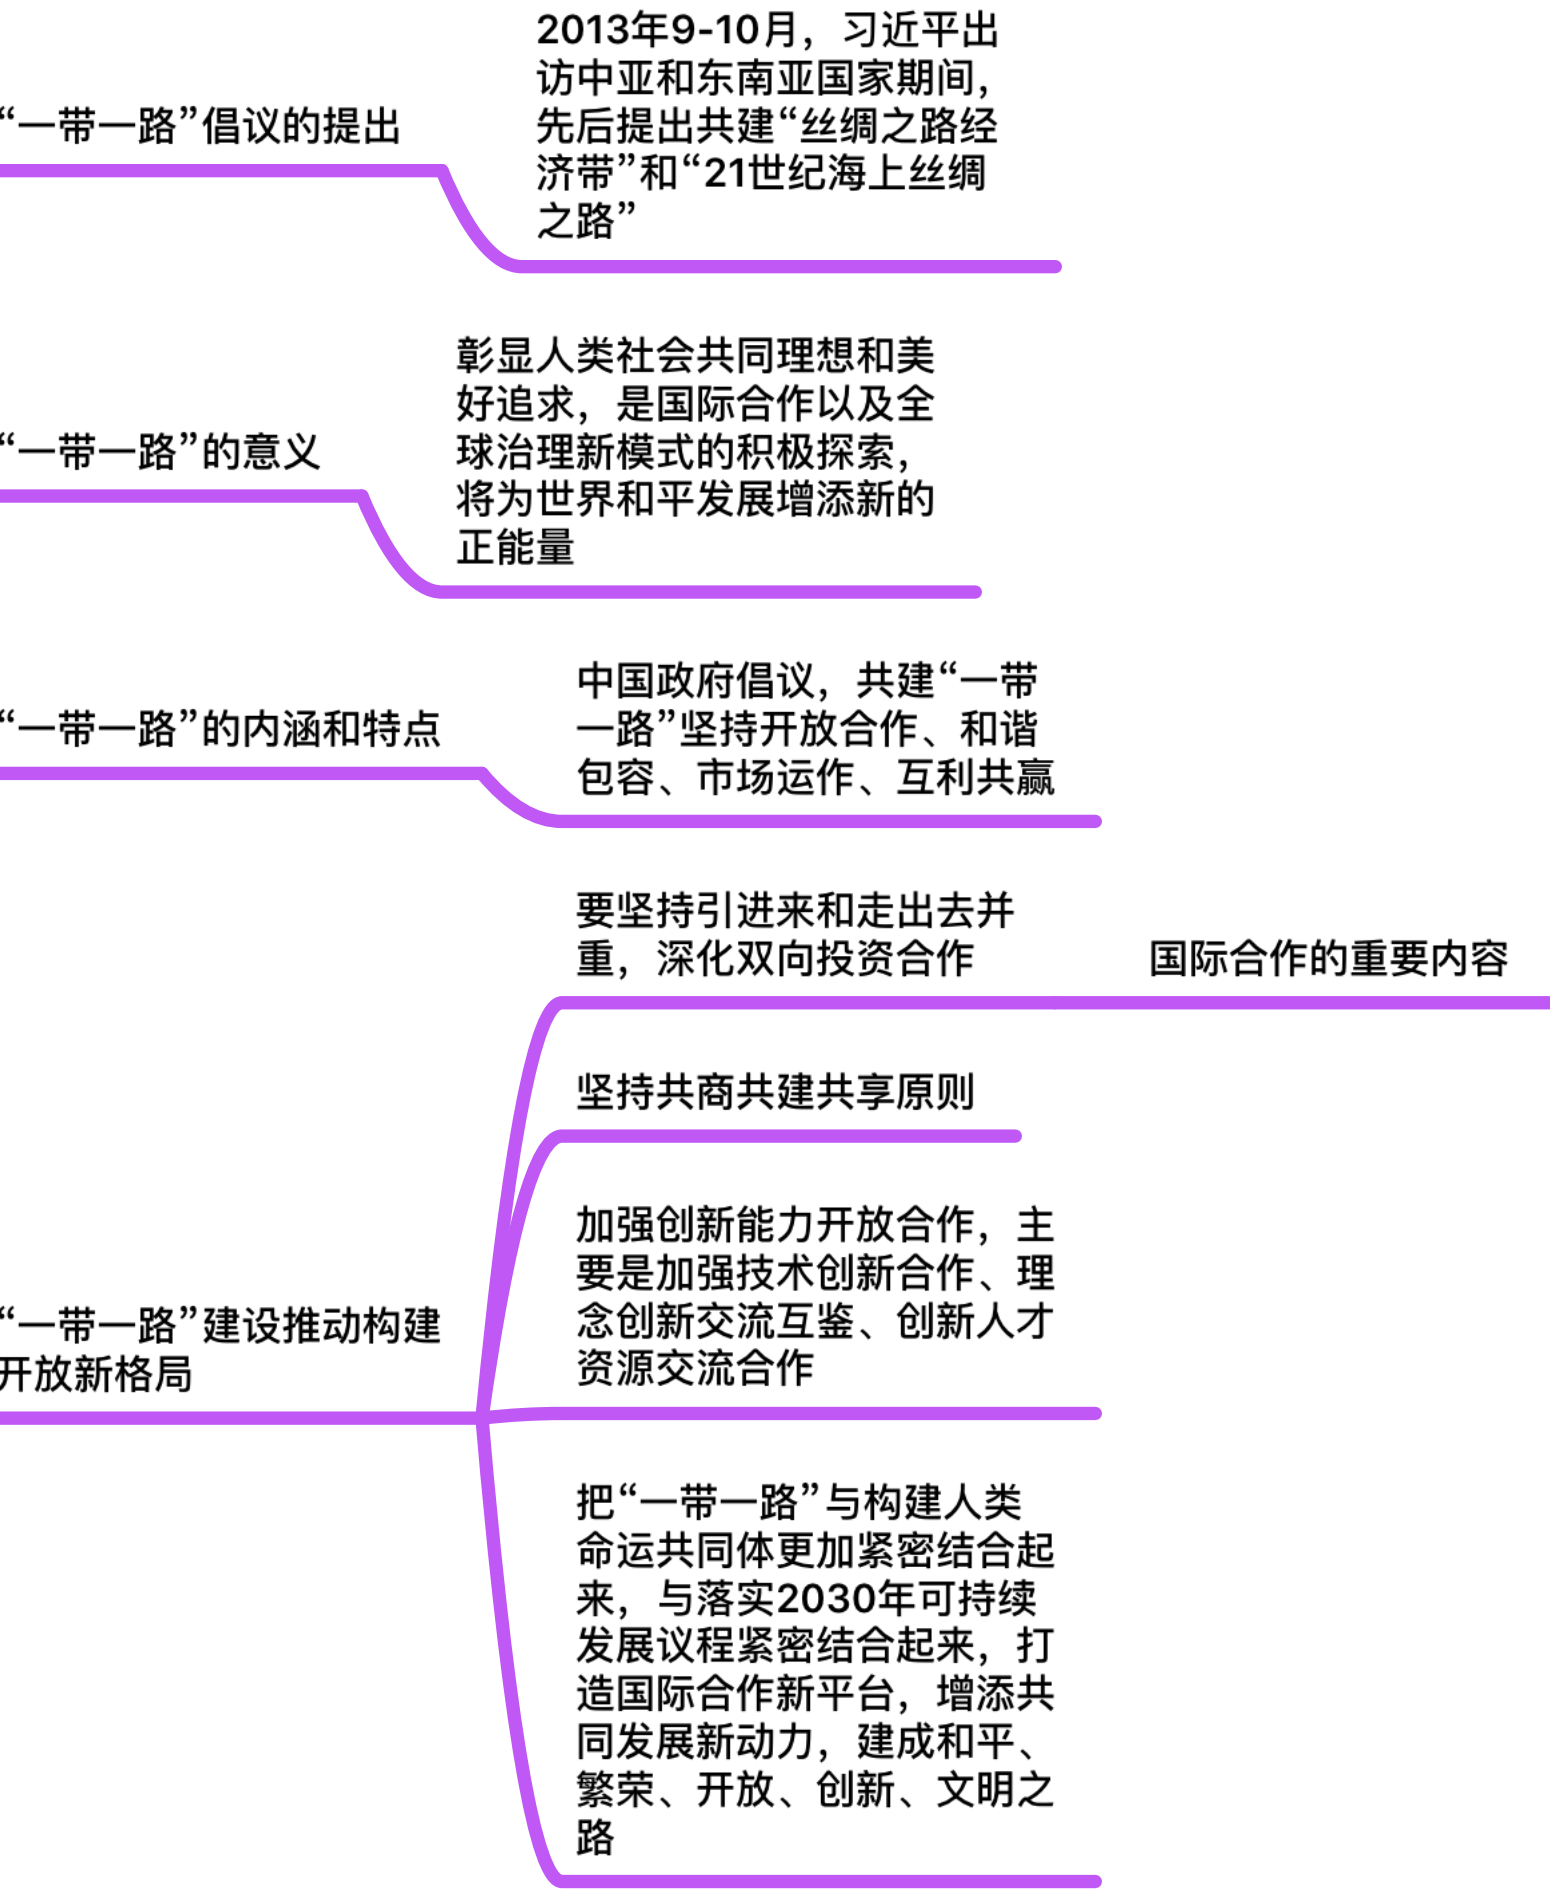 “一带一路”倡议的提出
2013年9-10月，习近平出
访中亚和东南亚国家期间，
先后提出共建“丝绸之路经
济带”和“21世纪海上丝绸
之路”
“一带一路”的意义
彰显人类社会共同理想和美
好追求，是国际合作以及全
球治理新模式的积极探索，
将为世界和平发展增添新的
正能量
“一带一路”的内涵和特点
中国政府倡议，共建“一带
一路”坚持开放合作、和谐
包容、市场运作、互利共赢
“一带一路”建设推动构建
开放新格局
要坚持引进来和走出去并
重，深化双向投资合作
国际合作的重要内容
坚持共商共建共享原则
加强创新能力开放合作，主
要是加强技术创新合作、理
念创新交流互鉴、创新人才
资源交流合作
把“一带一路”与构建人类
命运共同体更加紧密结合起
来，与落实2030年可持续
发展议程紧密结合起来，打
造国际合作新平台，增添共
同发展新动力，建成和平、
繁荣、开放、创新、文明之
路